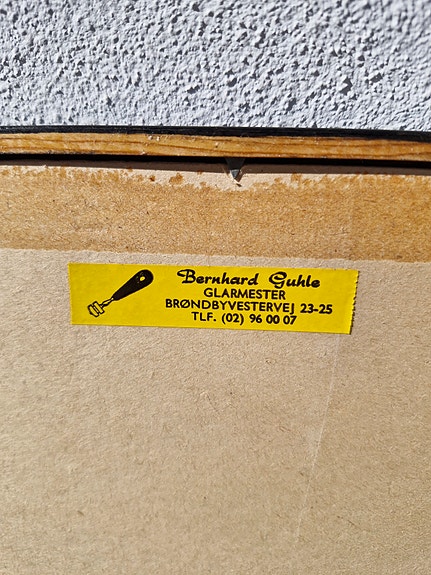 Bernhard Guhle
GLARMESTER
BRØNDBYVESTERVEJ 23-25
TLF. (02) 96 00 07